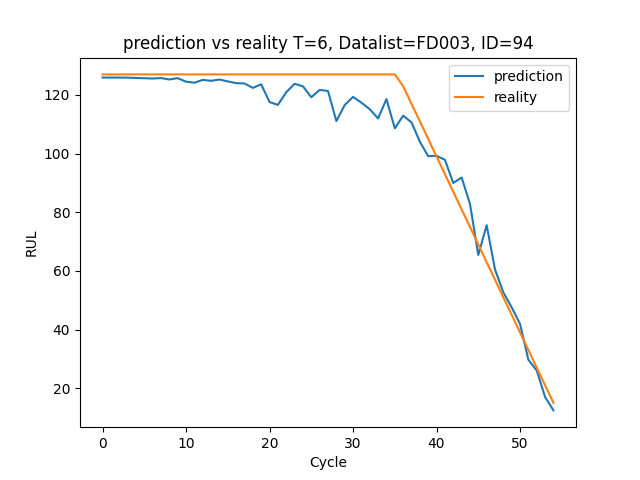 prediction vs reality T=6, Datalist=FD003, ID=94
prediction
reality
120
100
80
60
40
20
RUL
0 10 20 30 40 50
Cycle